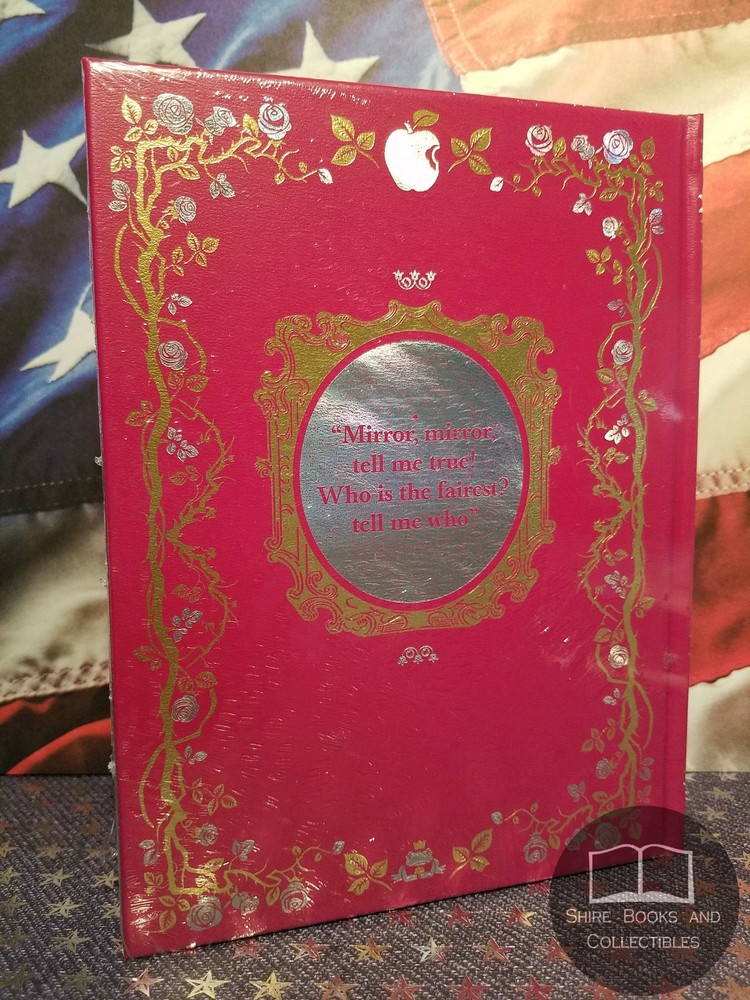 “Mirror, mirror,
tell me true!
Who is the fairest?
tell me who”
Shire Books and
Collectibles